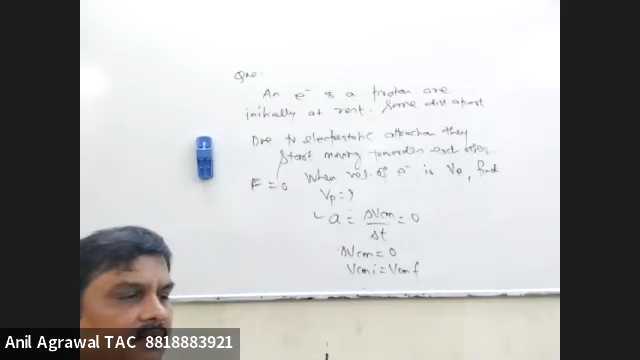 Que:
An e⁻ & a proton are
initially at rest. Some dist apart
Due to electrostatic attraction they
start moving towards each other.
F = 0 When vel. of e⁻ is Ve, find
Vp = ?
a = ΔVcm/Δt = 0
ΔVcm = 0
Vcmi = Vcmf
Anil Agrawal TAC 8818883921